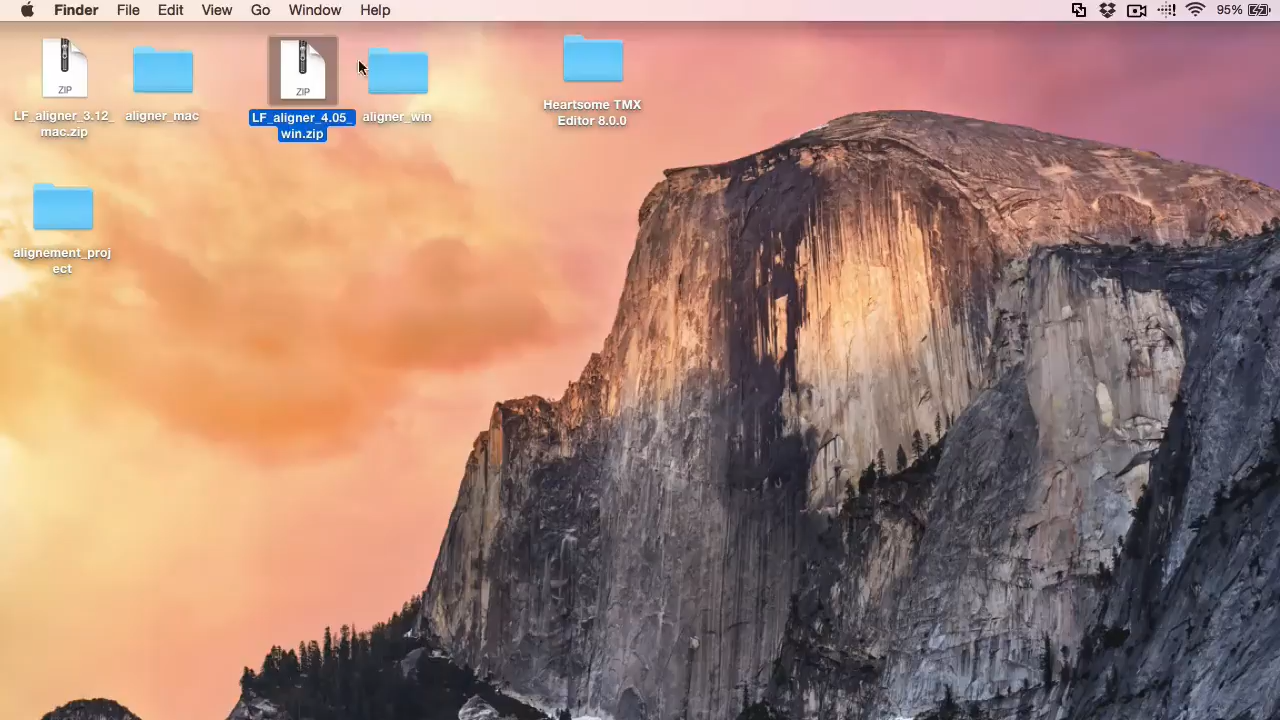 Finder File Edit View Go Window Help 95%
ZIP
LF_aligner_3.12_
mac.zip
aligner_mac
ZIP
LF_aligner_4.05_
win.zip
aligner_win
Heartsome TMX
Editor 8.0.0
alignement_proj
ect